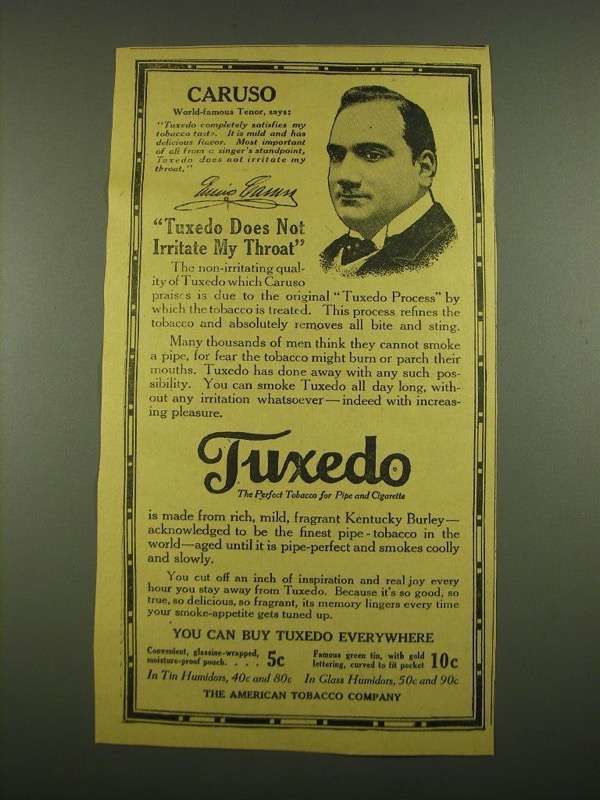 CARUSO
World-famous Tenor, says:
"Tuxedo completely satisfies my
tobacco taste. It is mild and has
delicious flavor. Most important
of all from a singer's standpoint,
Tuxedo does not irritate my
throat."
Enrico Caruso
"Tuxedo Does Not
Irritate My Throat"
The non-irritating qual-
ity of Tuxedo which Caruso
praises is due to the original "Tuxedo Process" by
which the tobacco is treated. This process refines the
tobacco and absolutely removes all bite and sting.
Many thousands of men think they cannot smoke
a pipe, for fear the tobacco might burn or parch their
mouths. Tuxedo has done away with any such pos-
sibility. You can smoke Tuxedo all day long, with-
out any irritation whatsoever—indeed with increas-
ing pleasure.
Tuxedo
The Perfect Tobacco for Pipe and Cigarette
is made from rich, mild, fragrant Kentucky Burley—
acknowledged to be the finest pipe-tobacco in the
world—aged until it is pipe-perfect and smokes coolly
and slowly.
You cut off an inch of inspiration and real joy every
hour you stay away from Tuxedo. Because it's so good, so
true, so delicious, so fragrant, its memory lingers every time
your smoke-appetite gets tuned up.
YOU CAN BUY TUXEDO EVERYWHERE
Convenient, glassine-wrapped, moisture-proof pouch. . . . 5c
Famous green tin, with gold lettering, curved to fit pocket 10c
In Tin Humidors, 40c and 80c In Glass Humidors, 50c and 90c
THE AMERICAN TOBACCO COMPANY